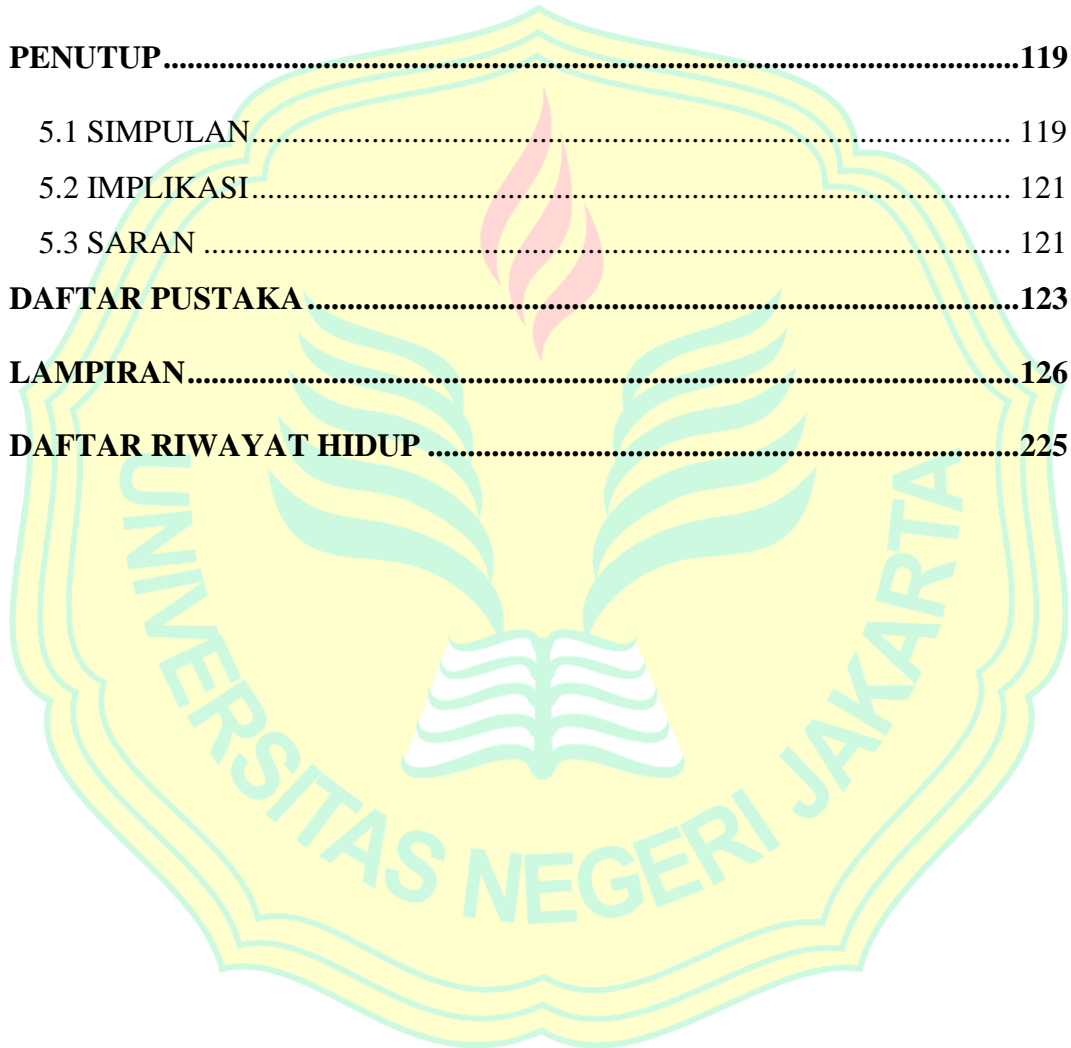 PENUTUP.............................................................................................................119
5.1 SIMPULAN................................................................................................. 119
5.2 IMPLIKASI................................................................................................. 121
5.3 SARAN ....................................................................................................... 121
DAFTAR PUSTAKA..........................................................................................123
LAMPIRAN..........................................................................................................126
DAFTAR RIWAYAT HIDUP ...........................................................................225
UNIVERSITAS NEGERI JAKARTA